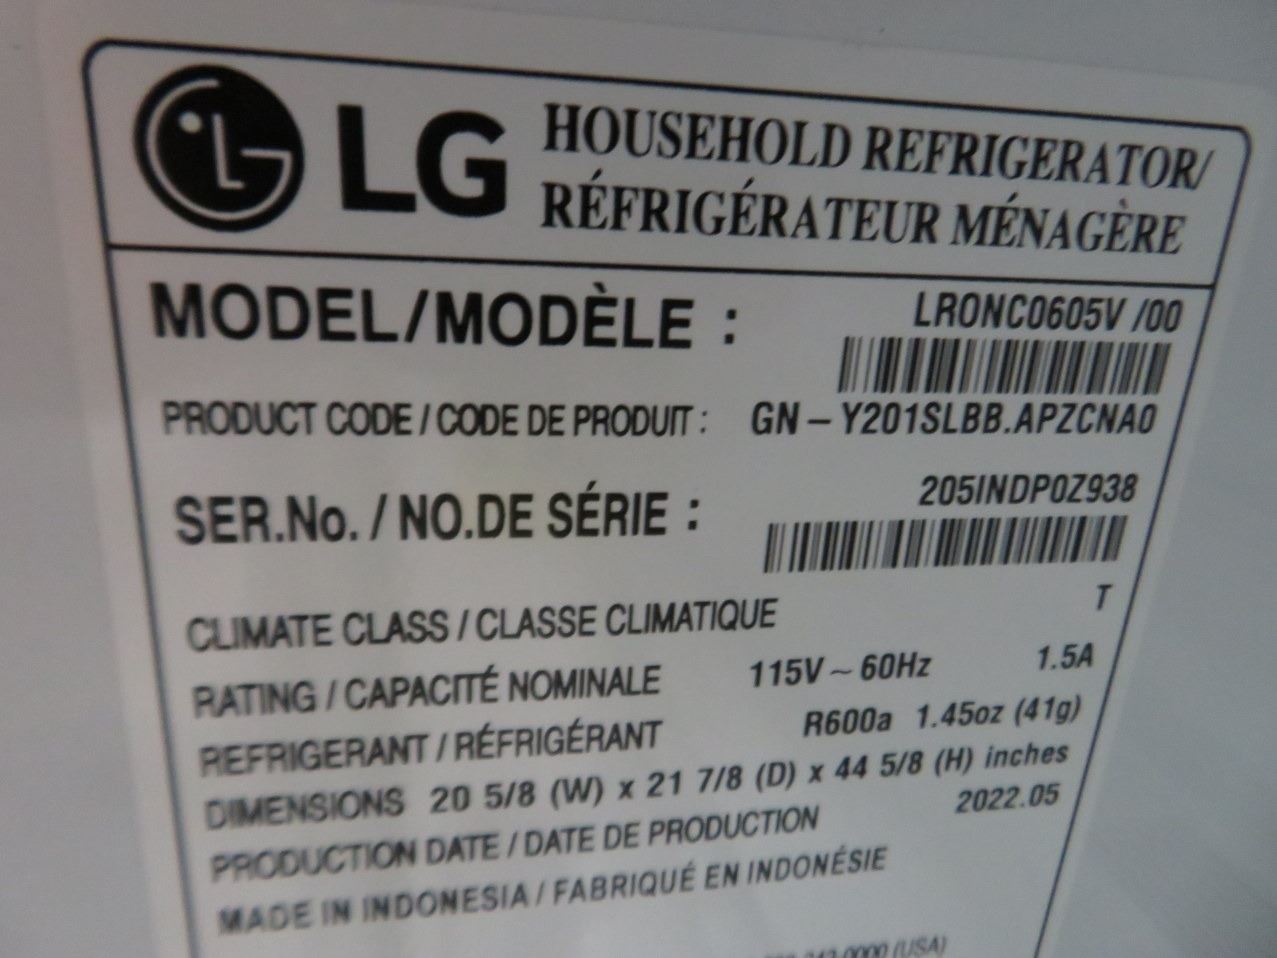 LG HOUSEHOLD REFRIGERATOR/
RÉFRIGÉRATEUR MÉNAGÈRE
MODEL/MODÈLE : LRONC0605V /00
PRODUCT CODE / CODE DE PRODUIT : GN – Y201SLBB.APZCNA0
SER.No. / NO.DE SÉRIE : 205INDP0Z938
CLIMATE CLASS / CLASSE CLIMATIQUE T
RATING / CAPACITÉ NOMINALE 115V ~ 60Hz 1.5A
REFRIGERANT / RÉFRIGÉRANT R600a 1.45oz (41g)
DIMENSIONS 20 5/8 (W) x 21 7/8 (D) x 44 5/8 (H) inches
PRODUCTION DATE / DATE DE PRODUCTION 2022.05
MADE IN INDONESIA / FABRIQUÉ EN INDONÉSIE
(USA)